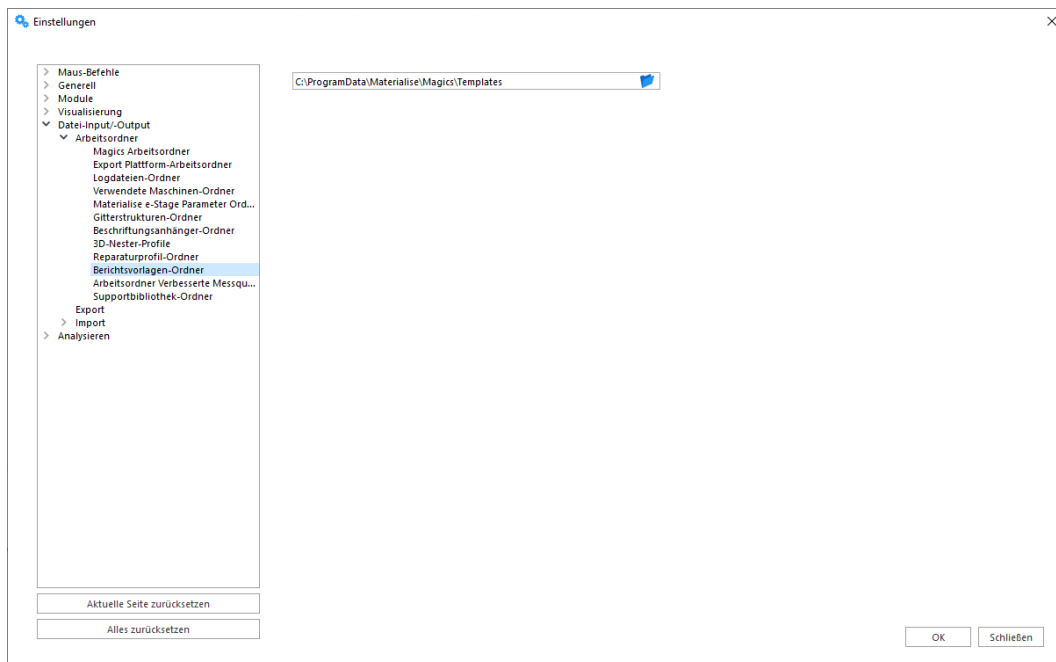 Einstellungen
Maus-Befehle
Generell
Module
Visualisierung
Datei-Input/-Output
Arbeitsordner
Magics Arbeitsordner
Export Plattform-Arbeitsordner
Logdateien-Ordner
Verwendete Maschinen-Ordner
Materialise e-Stage Parameter Ord...
Gitterstrukturen-Ordner
Beschriftungsanhänger-Ordner
3D-Nester-Profile
Reparaturprofil-Ordner
Berichtsvorlagen-Ordner
Arbeitsordner Verbesserte Messqu...
Supportbibliothek-Ordner
Export
Import
Analysieren
C:\ProgramData\Materialise\Magics\Templates
Aktuelle Seite zurücksetzen
Alles zurücksetzen
OK
Schließen